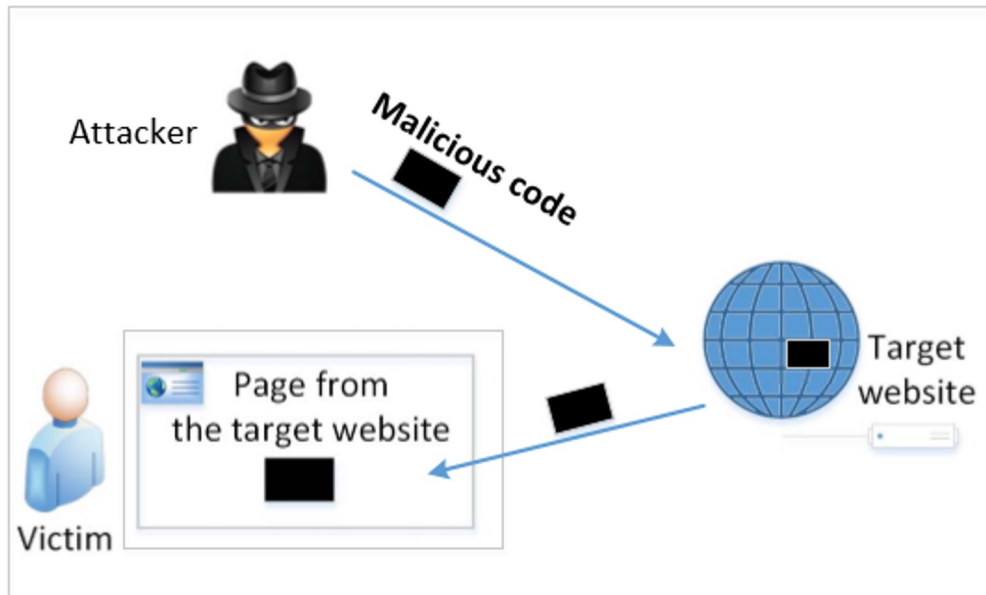 Attacker
Malicious code
Target
website
Page from
the target website
Victim